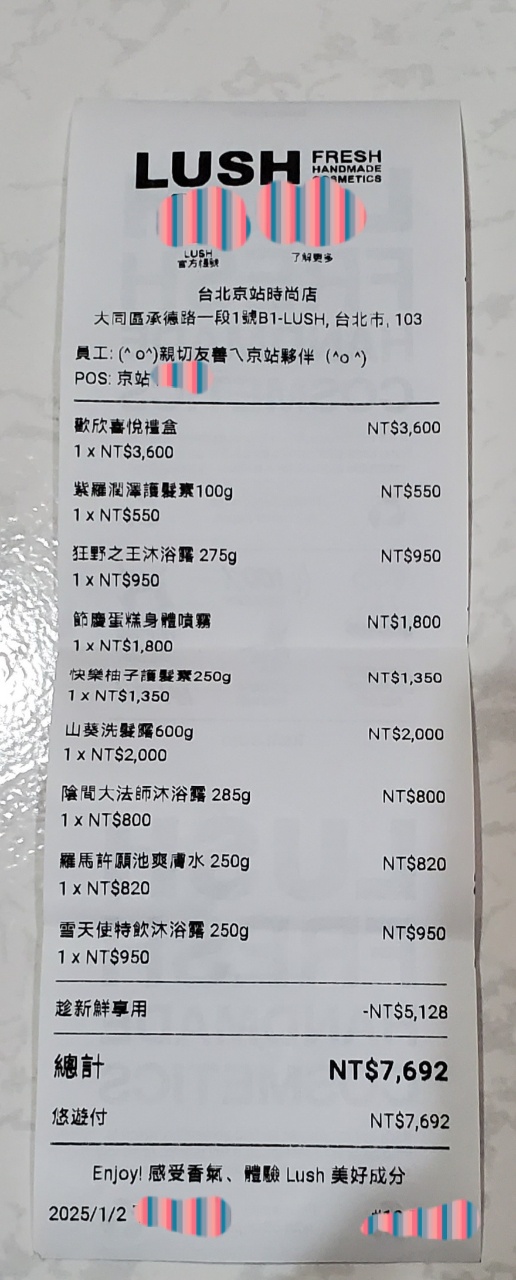 LUSH FRESH
HANDMADE
COSMETICS
LUSH
官方帳號
了解更多
台北京站時尚店
大同區承德路一段1號B1-LUSH, 台北市, 103
員工: (^ o^)親切友善ㄟ京站夥伴 (^o ^)
POS: 京站
歡欣喜悅禮盒 NT$3,600
1 x NT$3,600
紫羅潤澤護髮素100g NT$550
1 x NT$550
狂野之王沐浴露 275g NT$950
1 x NT$950
節慶蛋糕身體噴霧 NT$1,800
1 x NT$1,800
快樂柚子護髮素250g NT$1,350
1 x NT$1,350
山葵洗髮露600g NT$2,000
1 x NT$2,000
陰間大法師沐浴露 285g NT$800
1 x NT$800
羅馬許願池爽膚水 250g NT$820
1 x NT$820
雪天使特飲沐浴露 250g NT$950
1 x NT$950
趁新鮮享用 -NT$5,128
總計 NT$7,692
悠遊付 NT$7,692
Enjoy! 感受香氣、體驗 Lush 美好成分
2025/1/2